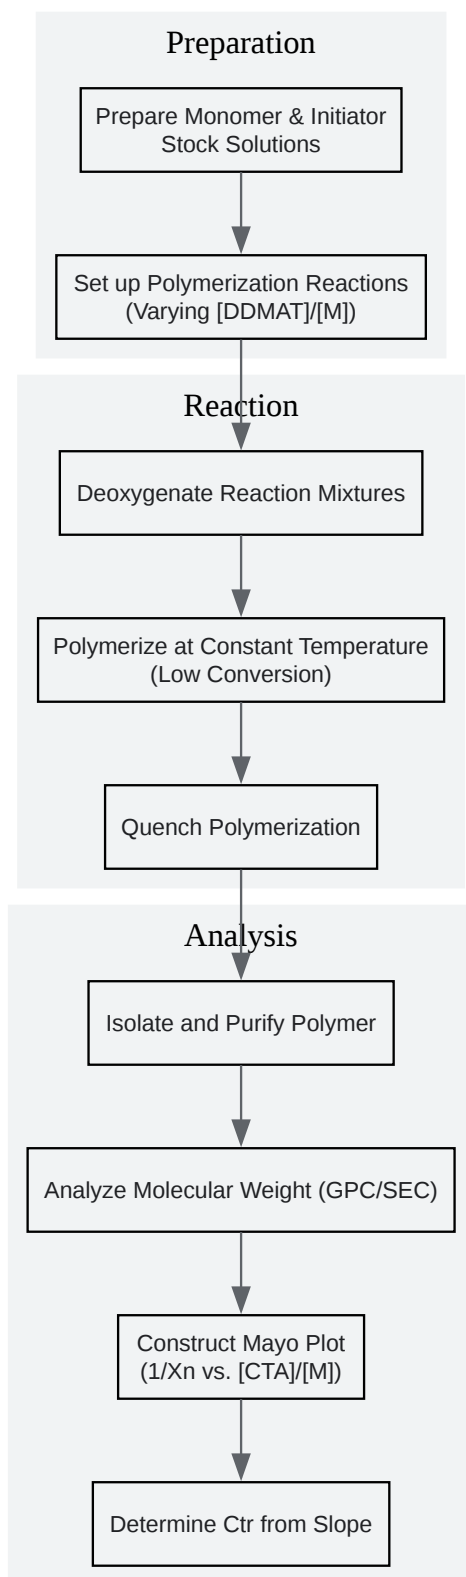 Preparation
Prepare Monomer & Initiator
Stock Solutions
Set up Polymerization Reactions
(Varying [DDMAT]/[M])
Reaction
Deoxygenate Reaction Mixtures
Polymerize at Constant Temperature
(Low Conversion)
Quench Polymerization
Analysis
Isolate and Purify Polymer
Analyze Molecular Weight (GPC/SEC)
Construct Mayo Plot
(1/Xn vs. [CTA]/[M])
Determine Ctr from Slope